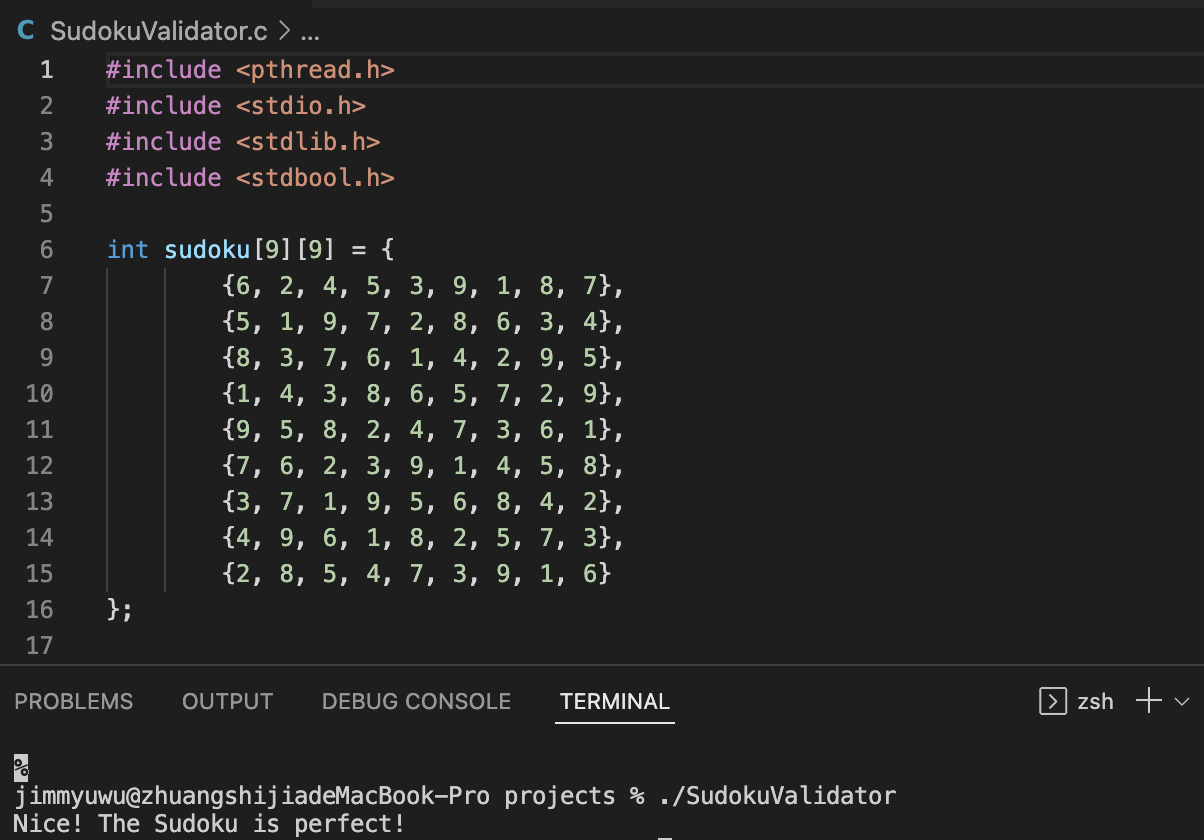 C SudokuValidator.c > ...
1 #include <pthread.h>
2 #include <stdio.h>
3 #include <stdlib.h>
4 #include <stdbool.h>
5
6 int sudoku[9][9] = {
7 {6, 2, 4, 5, 3, 9, 1, 8, 7},
8 {5, 1, 9, 7, 2, 8, 6, 3, 4},
9 {8, 3, 7, 6, 1, 4, 2, 9, 5},
10 {1, 4, 3, 8, 6, 5, 7, 2, 9},
11 {9, 5, 8, 2, 4, 7, 3, 6, 1},
12 {7, 6, 2, 3, 9, 1, 4, 5, 8},
13 {3, 7, 1, 9, 5, 6, 8, 4, 2},
14 {4, 9, 6, 1, 8, 2, 5, 7, 3},
15 {2, 8, 5, 4, 7, 3, 9, 1, 6}
16 };
17
PROBLEMS OUTPUT DEBUG CONSOLE TERMINAL zsh
%
jimmyuwu@zhuangshijiadeMacBook-Pro projects % ./SudokuValidator
Nice! The Sudoku is perfect!